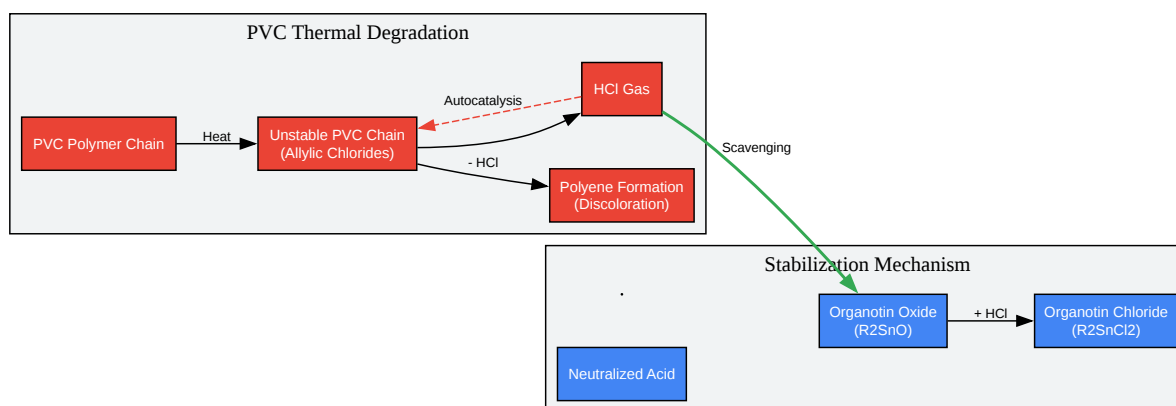 PVC Thermal Degradation
HCl Gas
Autocatalysis
PVC Polymer Chain
Heat
Unstable PVC Chain
(Allylic Chlorides)
- HCl
Polyene Formation
(Discoloration)
Scavenging
Stabilization Mechanism
Organotin Oxide
(R2SnO)
+ HCl
Organotin Chloride
(R2SnCl2)
Neutralized Acid